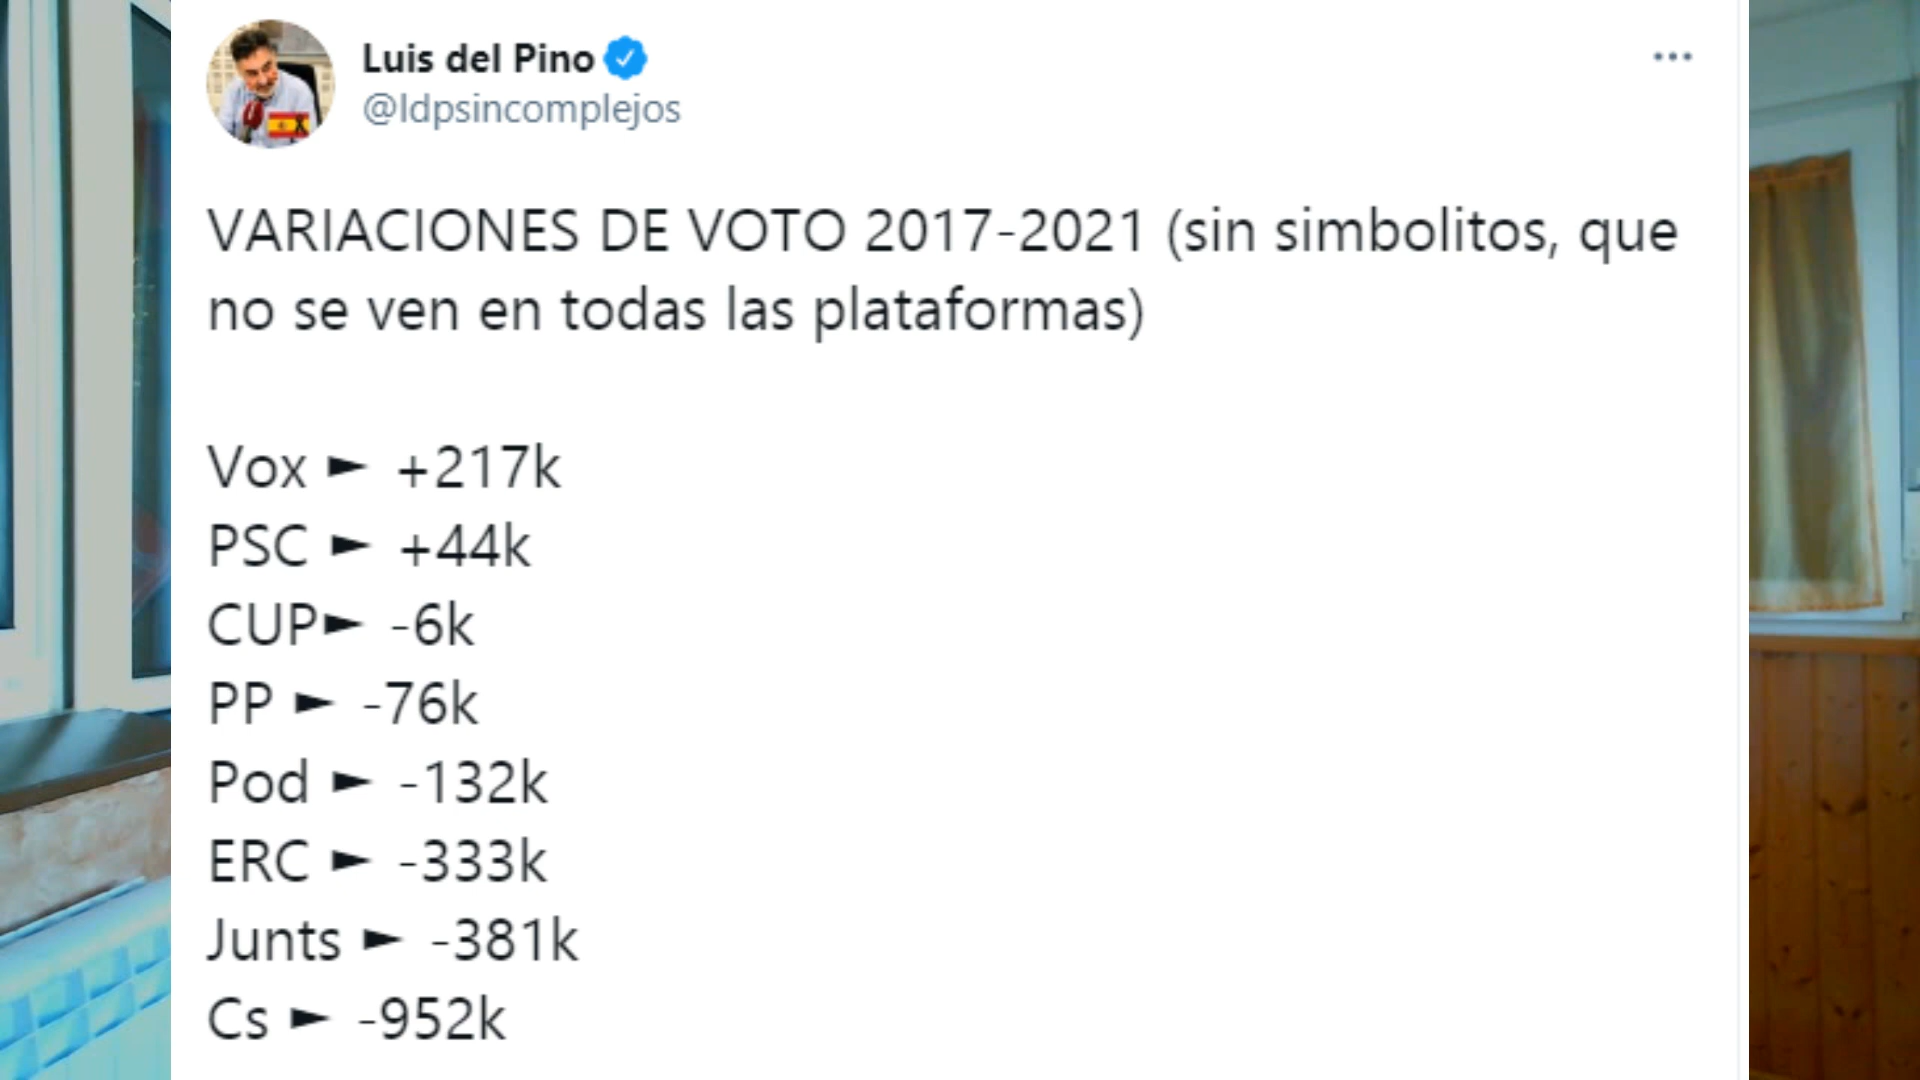 Luis del Pino
@ldpsincomplejos
VARIACIONES DE VOTO 2017-2021 (sin simbolitos, que
no se ven en todas las plataformas)
Vox ► +217k
PSC ► +44k
CUP► -6k
PP ► -76k
Pod ► -132k
ERC ► -333k
Junts ► -381k
Cs ► -952k